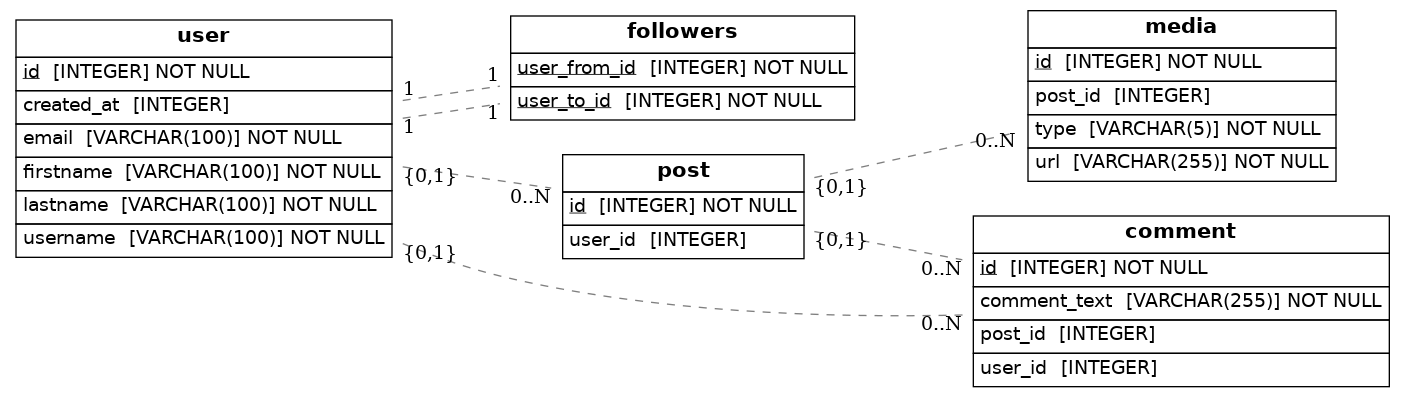 user
id [INTEGER] NOT NULL
created_at [INTEGER]
email [VARCHAR(100)] NOT NULL
firstname [VARCHAR(100)] NOT NULL
lastname [VARCHAR(100)] NOT NULL
username [VARCHAR(100)] NOT NULL
1
1
{0,1}
{0,1}
followers
user_from_id [INTEGER] NOT NULL
user_to_id [INTEGER] NOT NULL
1
1
0..N
post
id [INTEGER] NOT NULL
user_id [INTEGER]
{0,1}
{0,1}
media
id [INTEGER] NOT NULL
post_id [INTEGER]
type [VARCHAR(5)] NOT NULL
url [VARCHAR(255)] NOT NULL
0..N
comment
id [INTEGER] NOT NULL
comment_text [VARCHAR(255)] NOT NULL
post_id [INTEGER]
user_id [INTEGER]
0..N
0..N